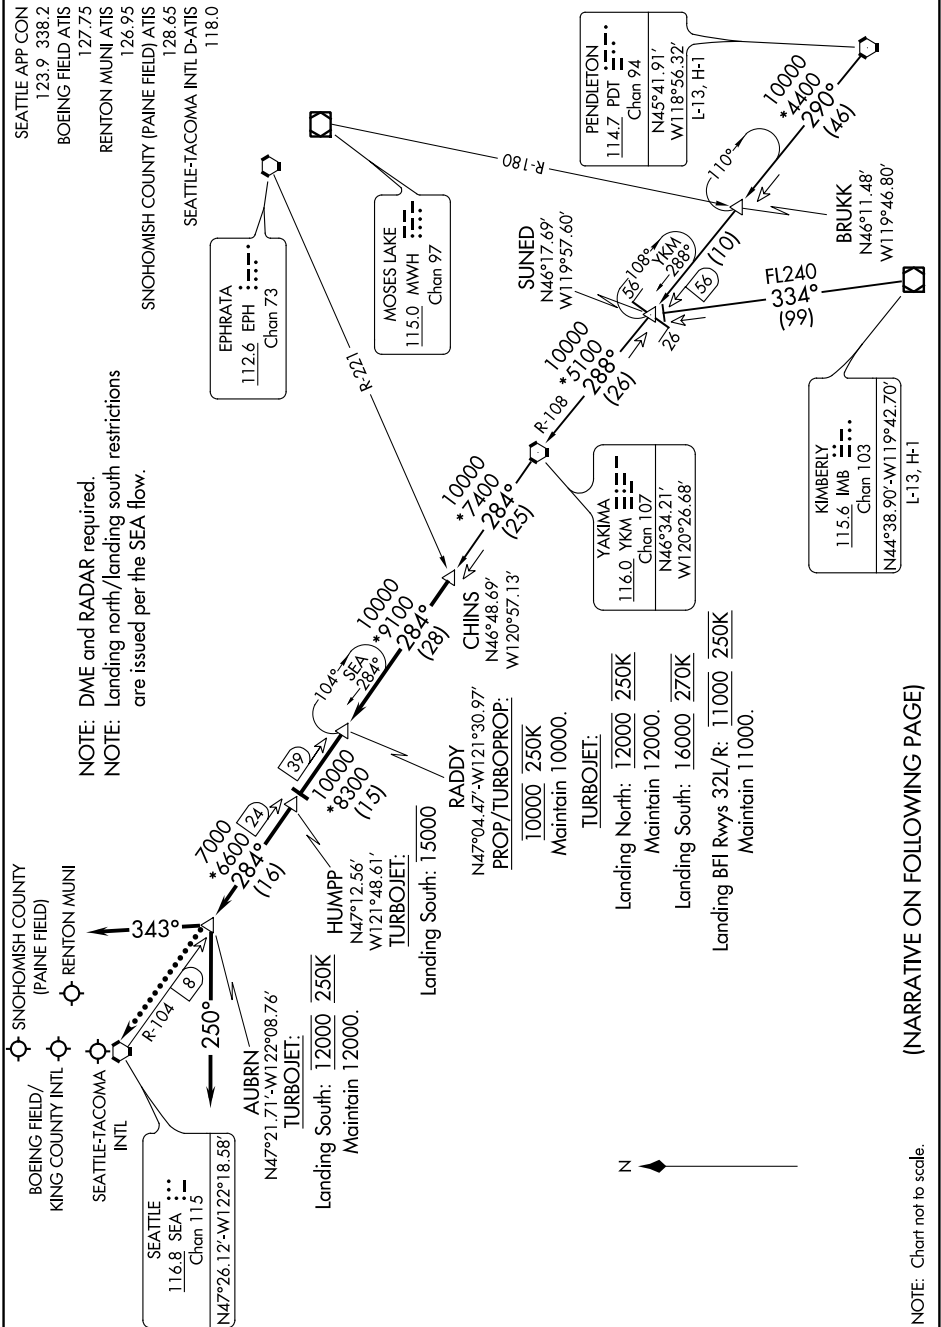 SEATTLE APP CON
123.9 338.2
BOEING FIELD ATIS
127.75
RENTON MUNI ATIS
126.95
SNOHOMISH COUNTY (PAINE FIELD) ATIS
128.65
SEATTLE-TACOMA INTL D-ATIS
118.0
NOTE: DME and RADAR required.
NOTE: Landing north/landing south restrictions
are issued per the SEA flow.
BOEING FIELD/
KING COUNTY INTL
SNOHOMISH COUNTY
(PAINE FIELD)
RENTON MUNI
SEATTLE-TACOMA
INTL
SEATTLE
116.8 SEA
Chan 115
N47°26.12'-W122°18.58'
R-104
8
343°
250°
AUBRN
N47°21.71'-W122°08.76'
TURBOJET:
Landing South: 12000 250K
Maintain 12000.
7000
*6600
284°
(16)
24
HUMPP
N47°12.56'
W121°48.61'
TURBOJET:
Landing South: 15000
39
10000
*8300
(15)
RADDY
N47°04.47'-W121°30.97'
PROP/TURBOPROP:
10000 250K
Maintain 10000.
TURBOJET:
Landing North: 12000 250K
Maintain 12000.
Landing South: 16000 270K
Landing BFI Rwys 32L/R: 11000 250K
Maintain 11000.
104°
SEA
284°
10000
*9100
284°
(28)
CHINS
N46°48.69'
W120°57.13'
EPHRATA
112.6 EPH
Chan 73
R-221
10000
*7400
284°
(25)
YAKIMA
116.0 YKM
Chan 107
N46°34.21'
W120°26.68'
R-108
10000
*5100
288°
(26)
MOSES LAKE
115.0 MWH
Chan 97
R-180
SUNED
N46°17.69'
W119°57.60'
56
108°
YKM
288°
26
56
(10)
BRUKK
N46°11.48'
W119°46.80'
110°
PENDLETON
114.7 PDT
Chan 94
N45°41.91'
W118°56.32'
L-13, H-1
10000
*4400
290°
(46)
FL240
334°
(99)
KIMBERLY
115.6 IMB
Chan 103
N44°38.90'-W119°42.70'
L-13, H-1
N
(NARRATIVE ON FOLLOWING PAGE)
NOTE: Chart not to scale.